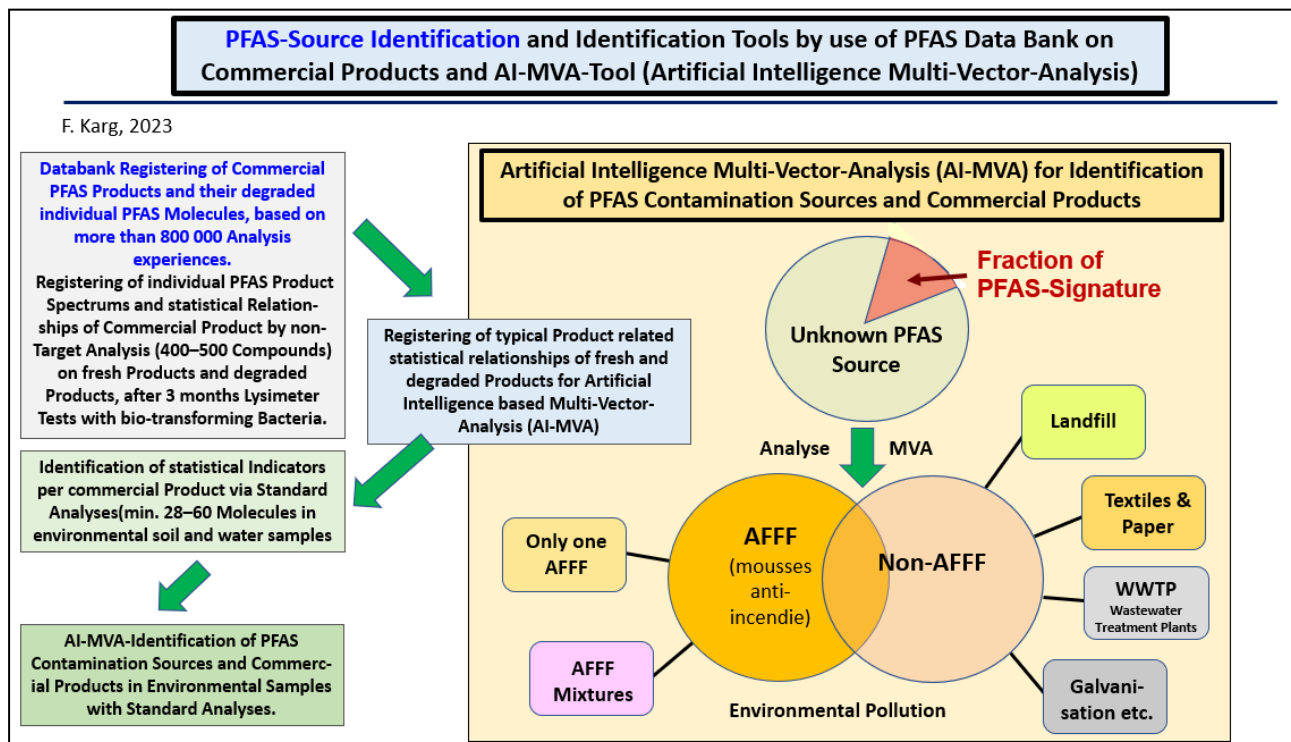 PFAS-Source Identification and Identification Tools by use of PFAS Data Bank on
Commercial Products and AI-MVA-Tool (Artificial Intelligence Multi-Vector-Analysis)
F. Karg, 2023
Databank Registering of Commercial
PFAS Products and their degraded
individual PFAS Molecules, based on
more than 800 000 Analysis
experiences.
Registering of individual PFAS Product
Spectrums and statistical Relation-
ships of Commercial Product by non-
Target Analysis (400–500 Compounds)
on fresh Products and degraded
Products, after 3 months Lysimeter
Tests with bio-transforming Bacteria.
Registering of typical Product related
statistical relationships of fresh and
degraded Products for Artificial
Intelligence based Multi-Vector-
Analysis (AI-MVA)
Identification of statistical Indicators
per commercial Product via Standard
Analyses(min. 28–60 Molecules in
environmental soil and water samples
AI-MVA-Identification of PFAS
Contamination Sources and Commerc-
ial Products in Environmental Samples
with Standard Analyses.
Artificial Intelligence Multi-Vector-Analysis (AI-MVA) for Identification
of PFAS Contamination Sources and Commercial Products
Fraction of
PFAS-Signature
Unknown PFAS
Source
Analyse MVA
Only one
AFFF
AFFF
Mixtures
AFFF
(mousses
anti-
incendie)
Non-AFFF
Landfill
Textiles &
Paper
WWTP
Wastewater
Treatment Plants
Galvani-
sation etc.
Environmental Pollution